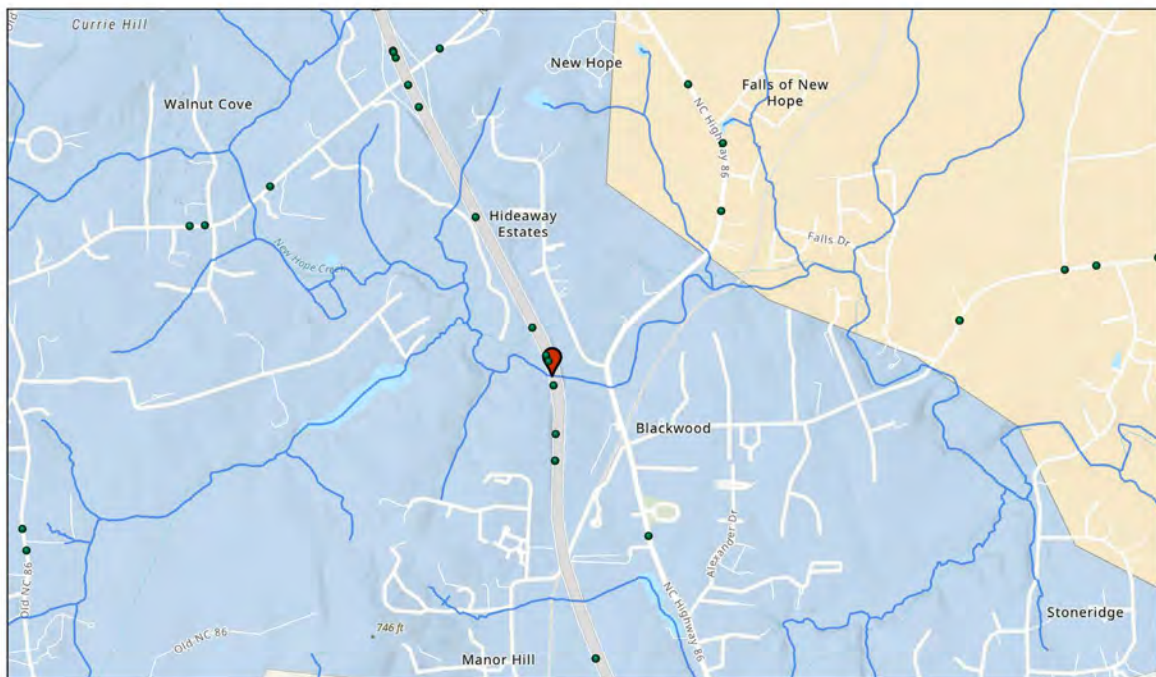 Old
Currie Hill
New Hope
Walnut Cove
Falls of New
Hope
NC Highway 86
Hideaway
Estates
Falls Dr
New Hope Creek
Blackwood
Alexander Dr
Old NC 86
NC Highway 86
Stoneridge
746 ft
Old NC 86
Manor Hill